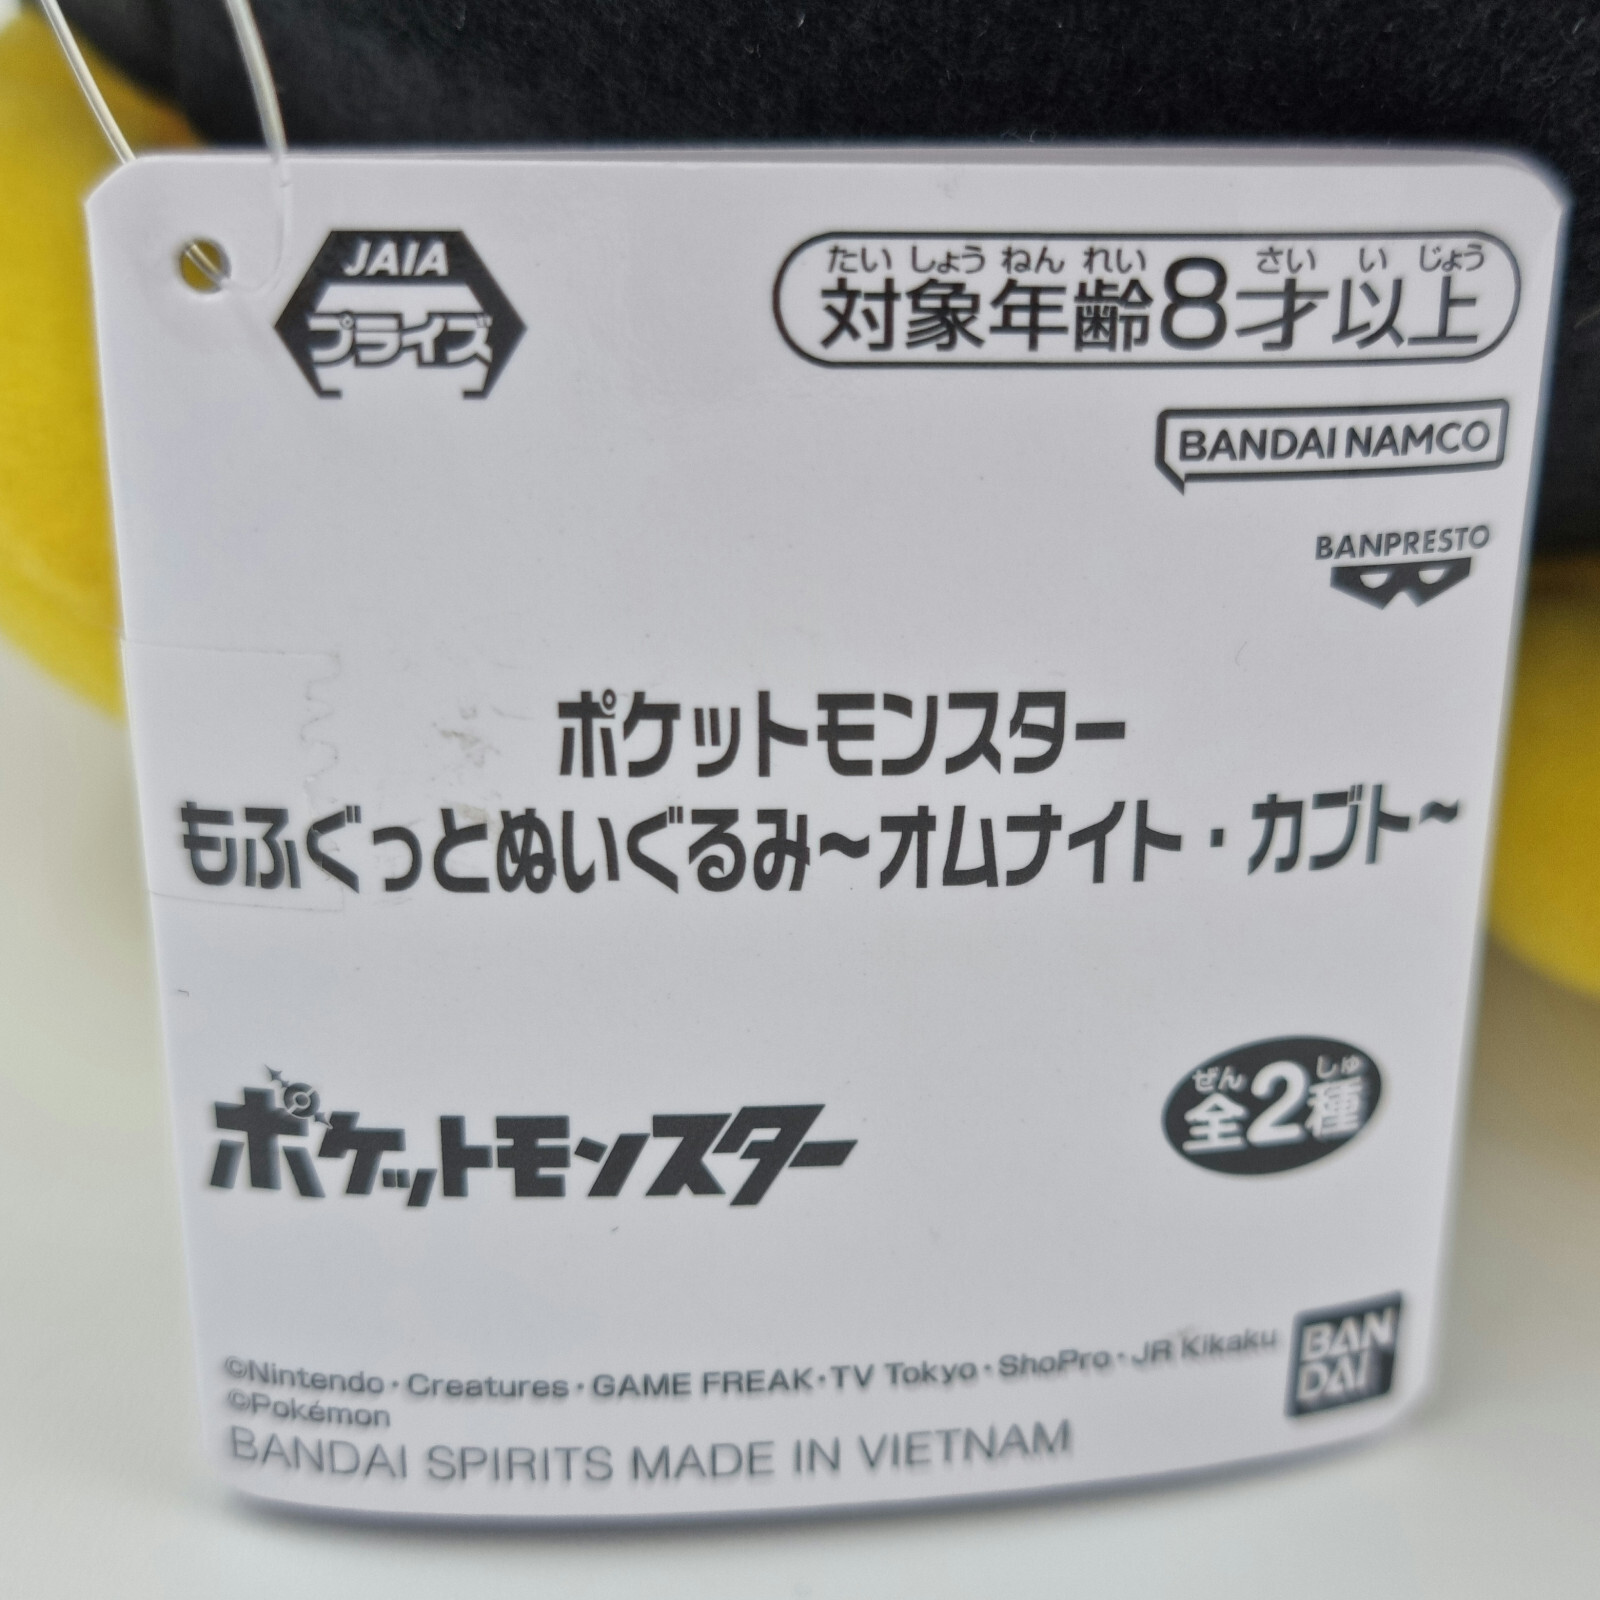 JAIA
プライズ
たいしょうねんれい さい い じょう
対象年齢8才以上
BANDAI NAMCO
BANPRESTO
ポケットモンスター
もふぐっとぬいぐるみ～オムナイト・カブト～
ポケットモンスター
ぜん しゅ
全2種
©Nintendo・Creatures・GAME FREAK・TV Tokyo・ShoPro・JR Kikaku
©Pokémon
BANDAI SPIRITS MADE IN VIETNAM
BAN
DAI